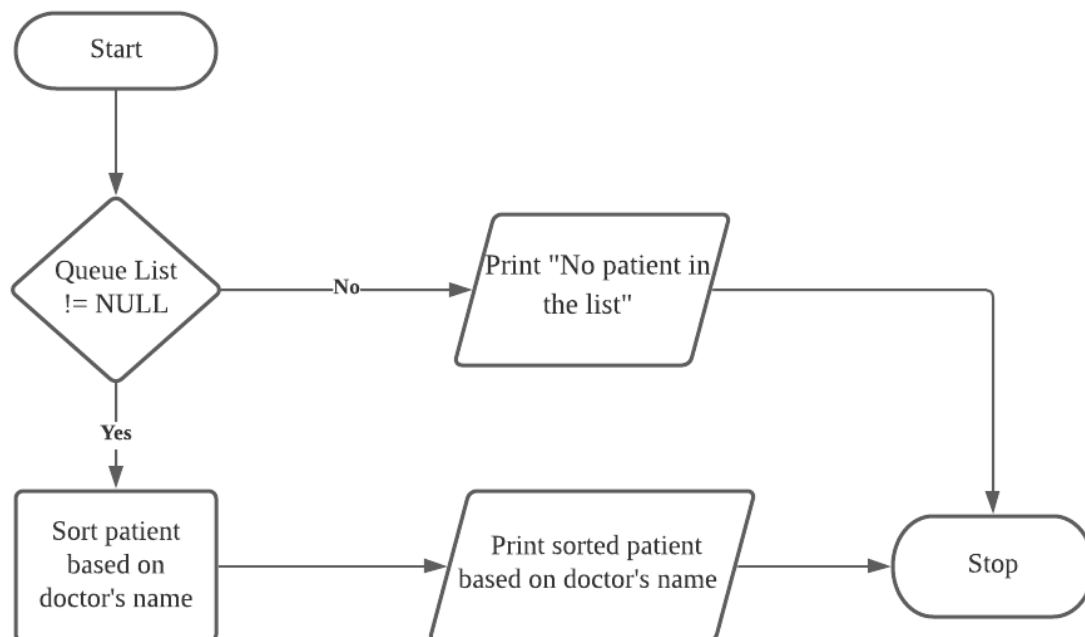 Start
Queue List
!= NULL
No
Print "No patient in
the list"
Yes
Sort patient
based on
doctor's name
Print sorted patient
based on doctor's name
Stop